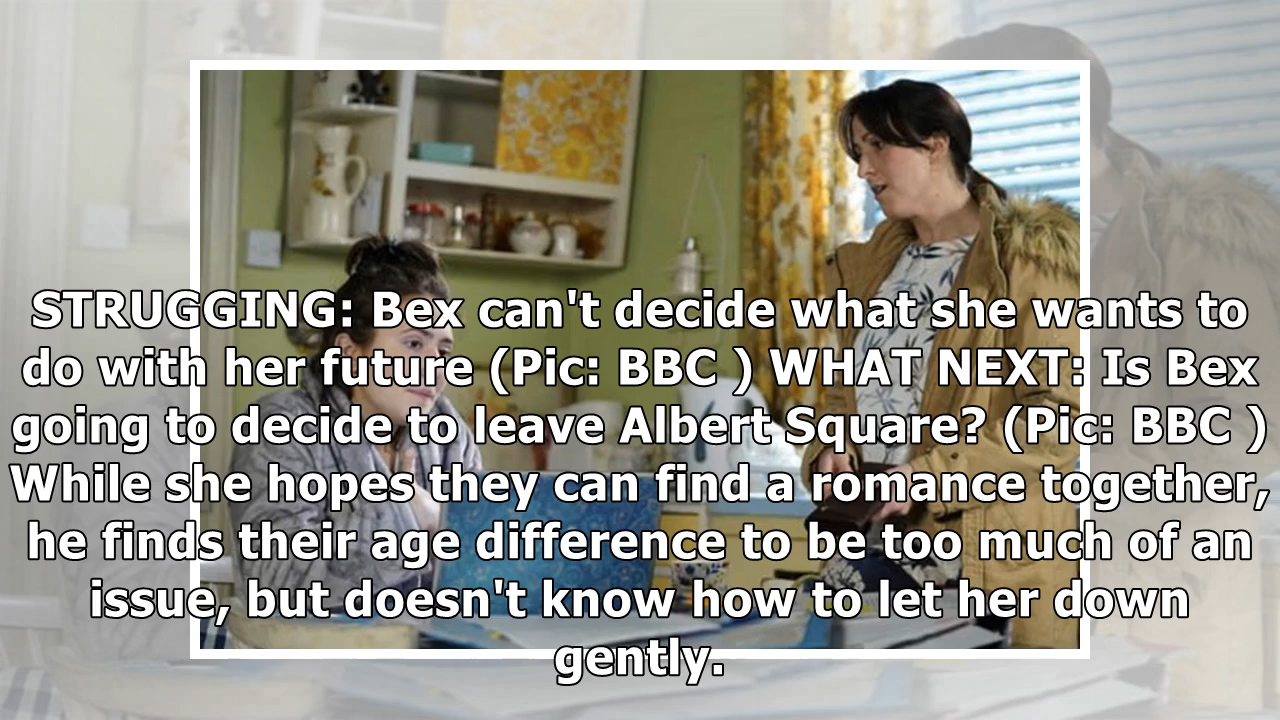 STRUGGING: Bex can't decide what she wants to
do with her future (Pic: BBC ) WHAT NEXT: Is Bex
going to decide to leave Albert Square? (Pic: BBC )
While she hopes they can find a romance together,
he finds their age difference to be too much of an
issue, but doesn't know how to let her down
gently.